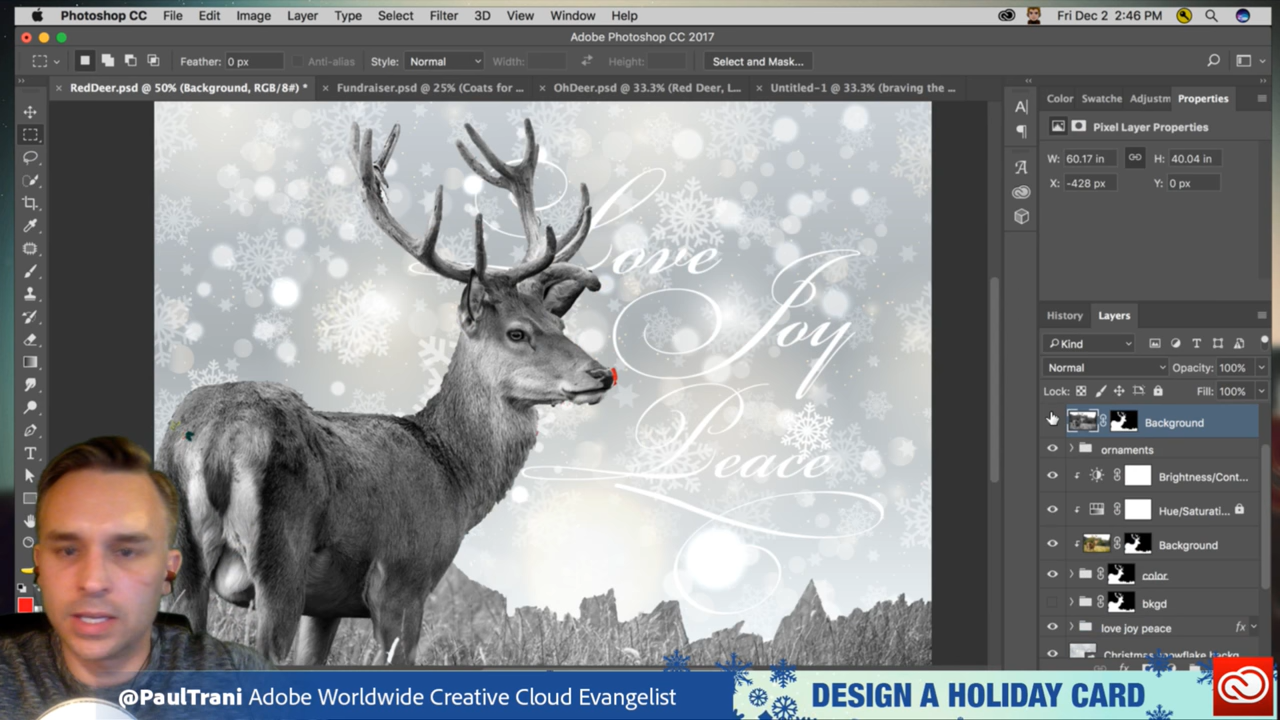 Photoshop CC File Edit Image Layer Type Select Filter 3D View Window Help Fri Dec 2 2:46 PM
Adobe Photoshop CC 2017
Feather: 0 px Anti-alias Style: Normal Width: Height: Select and Mask...
× RedDeer.psd @ 50% (Background, RGB/8#) * × Fundraiser.psd @ 25% (Coats for ... × OhDeer.psd @ 33.3% (Red Deer, L... × Untitled-1 @ 33.3% (braving the ...
Color Swatche Adjustm Properties
Pixel Layer Properties
W: 60.17 in H: 40.04 in
X: -428 px Y: 0 px
Love
Joy
Peace
History Layers
Kind
Normal Opacity: 100%
Lock: Fill: 100%
Background
ornaments
Brightness/Cont...
Hue/Saturati...
Background
color
bkgd
love joy peace fx
Christmas snowflake backg
@PaulTrani Adobe Worldwide Creative Cloud Evangelist
DESIGN A HOLIDAY CARD